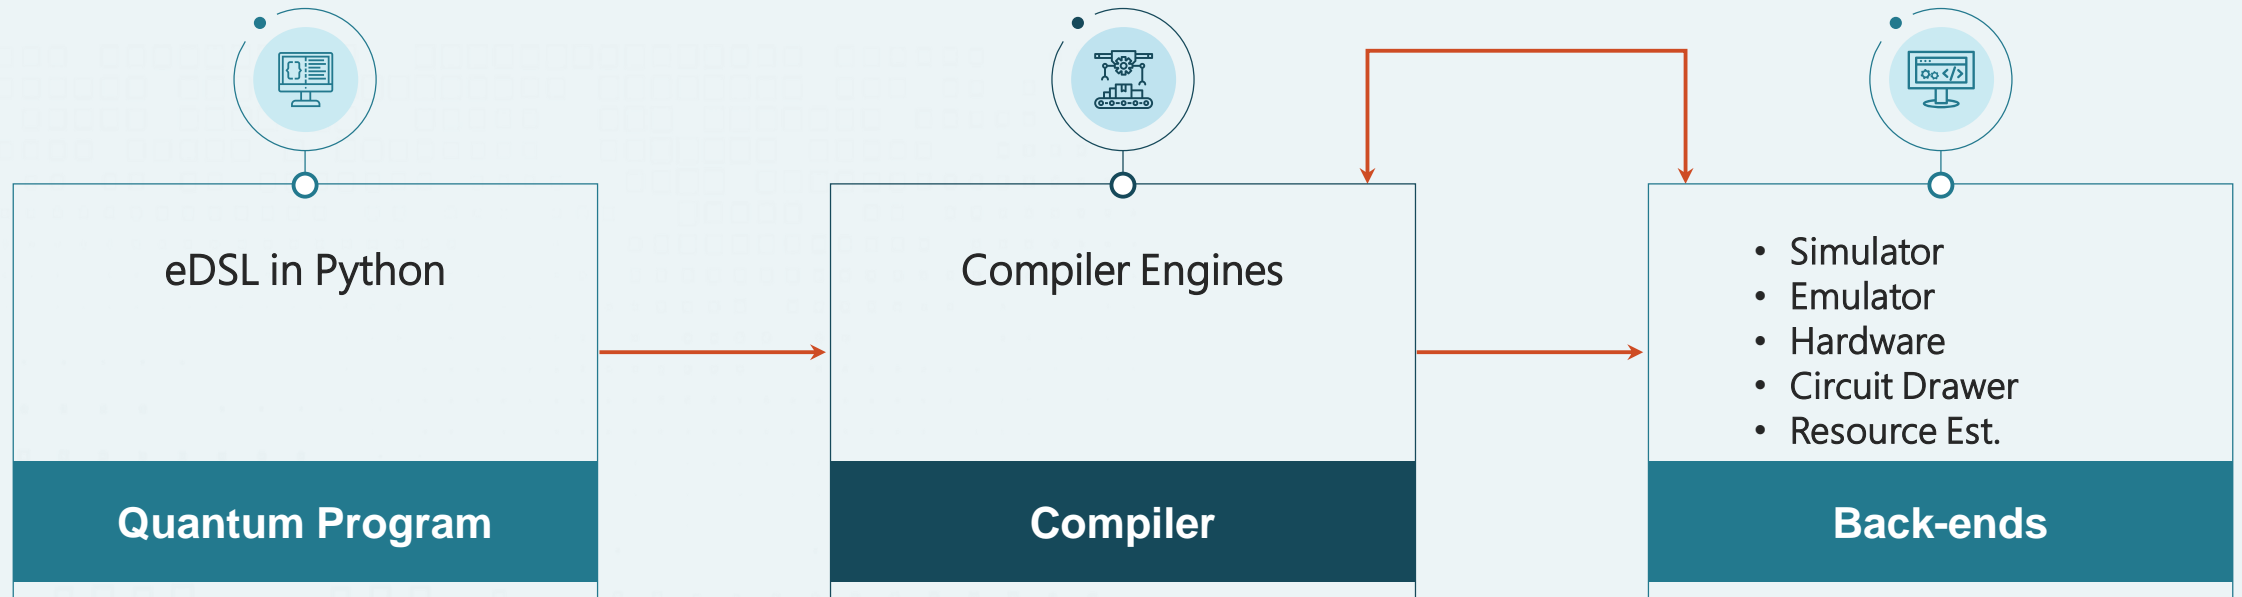 eDSL in Python
Quantum Program
Compiler Engines
Compiler
• Simulator
• Emulator
• Hardware
• Circuit Drawer
• Resource Est.
Back-ends